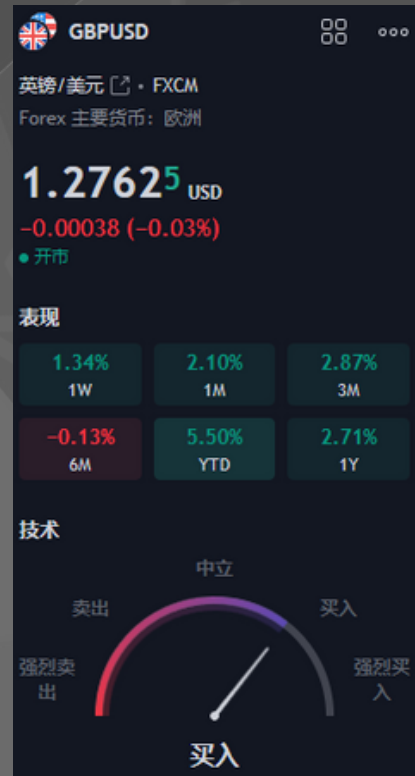 GBPUSD
英镑/美元 • FXCM
Forex 主要货币：欧洲
1.27625 USD
−0.00038 (−0.03%)
开市
表现
1.34% 2.10% 2.87%
1W 1M 3M
−0.13% 5.50% 2.71%
6M YTD 1Y
技术
中立
卖出 买入
强烈卖出 强烈买入
买入